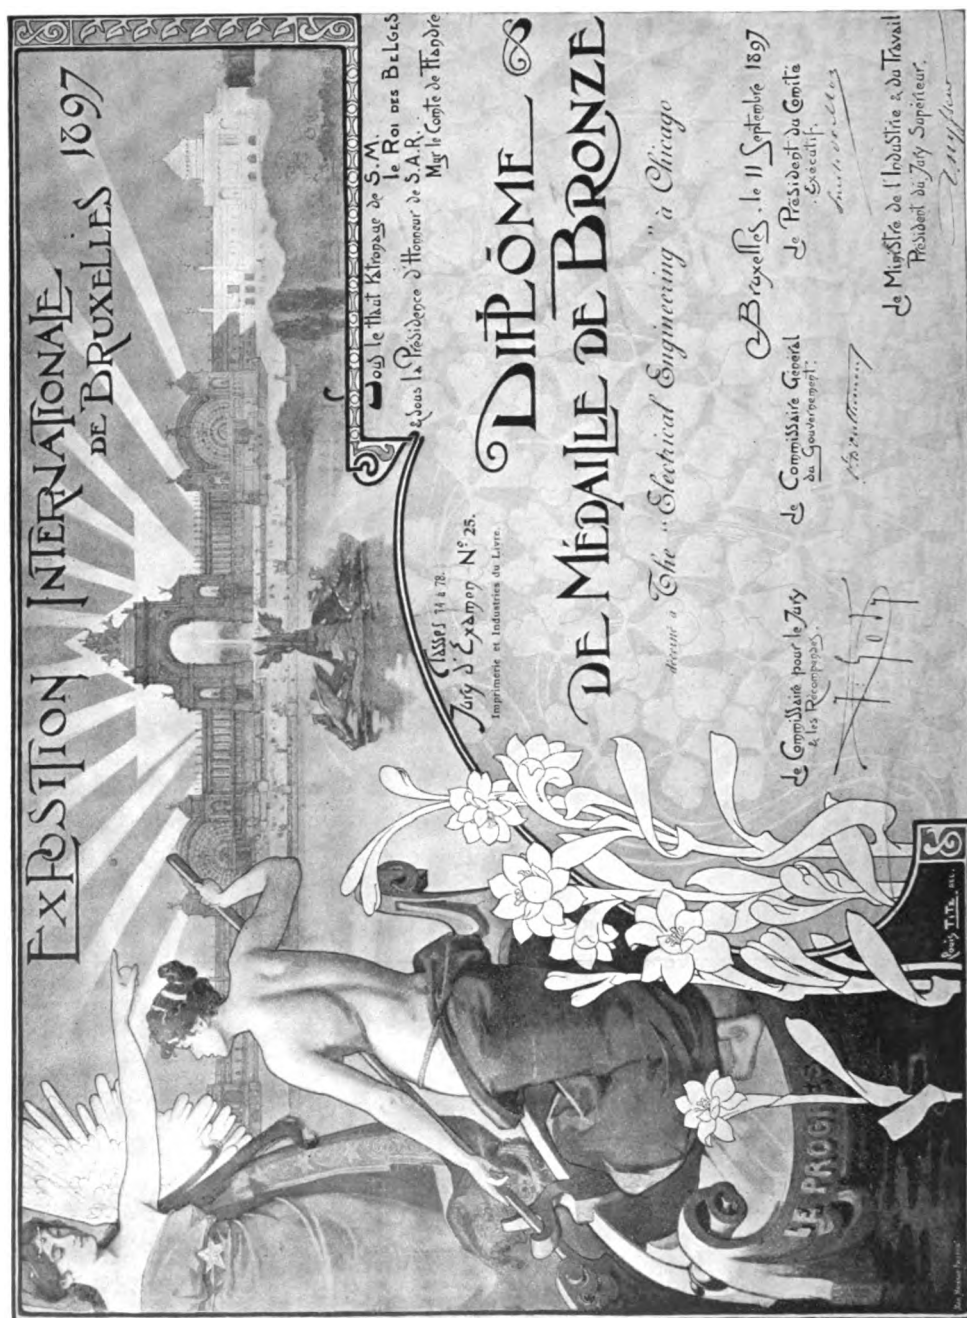 EXPOSITION INTERNATIONALE
DE BRUXELLES 1897
Sous le Haut Patronage de S.M.
le ROI DES BELGES
& Sous la Présidence d'Honneur de S.A.R.
Mgr le Comte de Flandre
Classes 74 à 78.
Jury d'Examen No 25.
Imprimerie et Industries du Livre.
DIPLÔME
DE MÉDAILLE DE BRONZE
décerné à The "Electrical Engineering" à Chicago
Bruxelles, le 11 Septembre 1897
Le Commissaire pour le Jury
& les Récompenses.
Le Commissaire Général
du Gouvernement:
Le Président du Comité
Exécutif.
Le Ministre de l'Industrie & du Travail
Président du Jury Supérieur.
LE PROGRÈS
Louis TITZ. DEL.